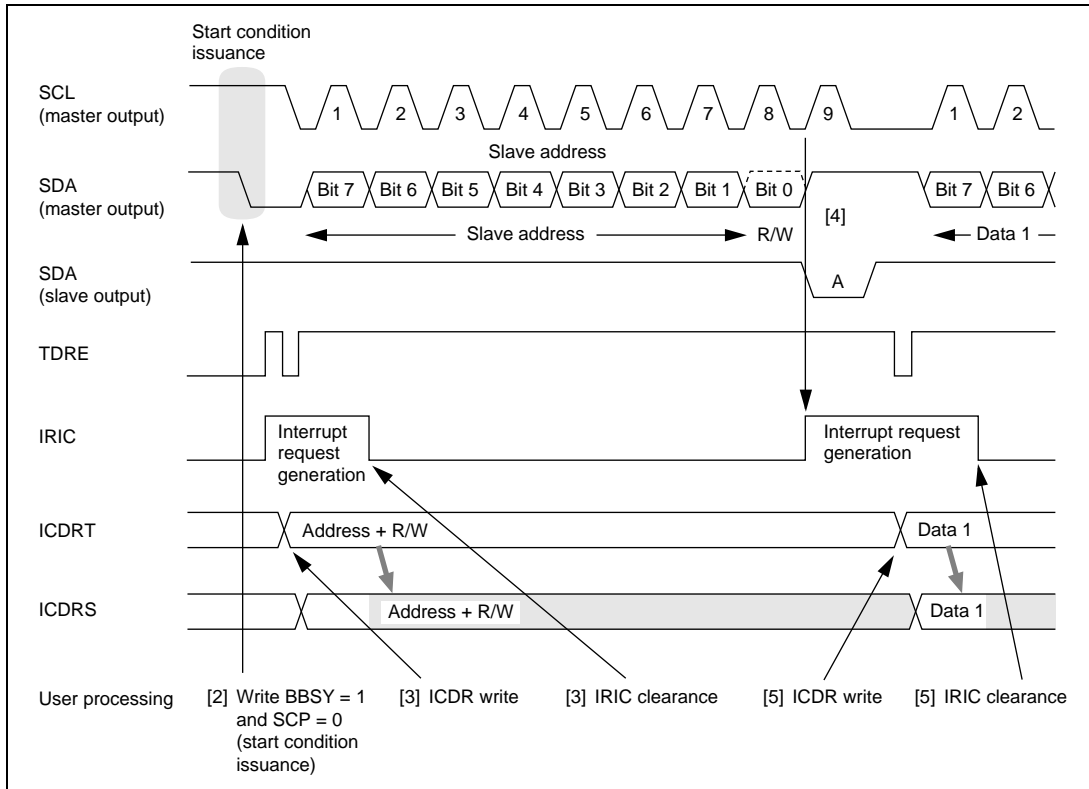 Start condition
issuance
SCL
(master output)
1 2 3 4 5 6 7 8 9 1 2
Slave address
SDA
(master output)
Bit 7 Bit 6 Bit 5 Bit 4 Bit 3 Bit 2 Bit 1 Bit 0 Bit 7 Bit 6
[4]
Slave address R/W Data 1
SDA
(slave output)
A
TDRE
IRIC
Interrupt
request
generation
Interrupt request
generation
ICDRT
Address + R/W Data 1
ICDRS
Address + R/W Data 1
User processing
[2] Write BBSY = 1
and SCP = 0
(start condition
issuance)
[3] ICDR write
[3] IRIC clearance
[5] ICDR write
[5] IRIC clearance